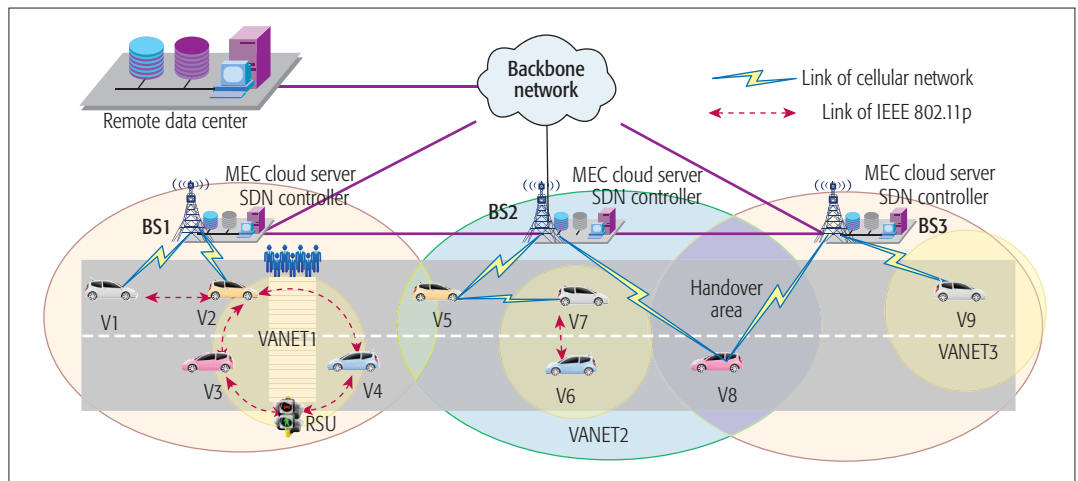 Backbone
network
Link of cellular network
Link of IEEE 802.11p
Remote data center
MEC cloud server
SDN controller
MEC cloud server
SDN controller
MEC cloud server
SDN controller
BS1
BS2
BS3
Handover
area
V1
V2
V5
V7
V9
VANET1
VANET3
V3
V4
V6
V8
RSU
VANET2